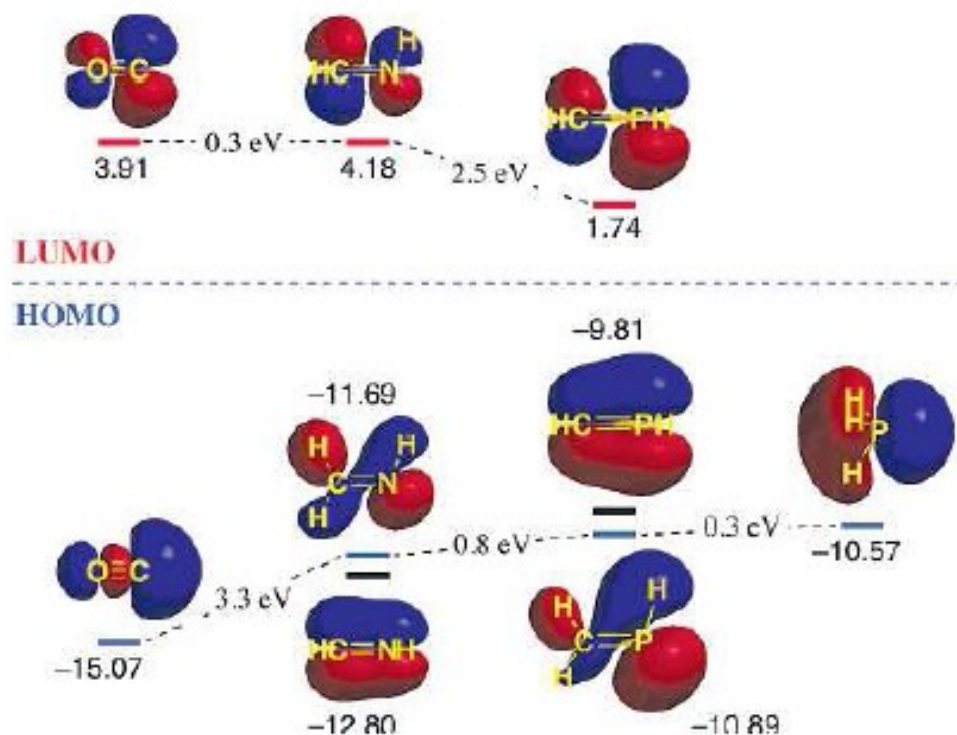 O=C
HC=N
H
HC=PH
3.91
0.3 eV
4.18
2.5 eV
1.74
LUMO
HOMO
−9.81
−11.69
HC=PH
H
H
P
H
H
H
C=N
H
O≡C
0.8 eV
0.3 eV
−10.57
3.3 eV
−15.07
HC=NH
H
H
C=P
H
−12.80
−10.89